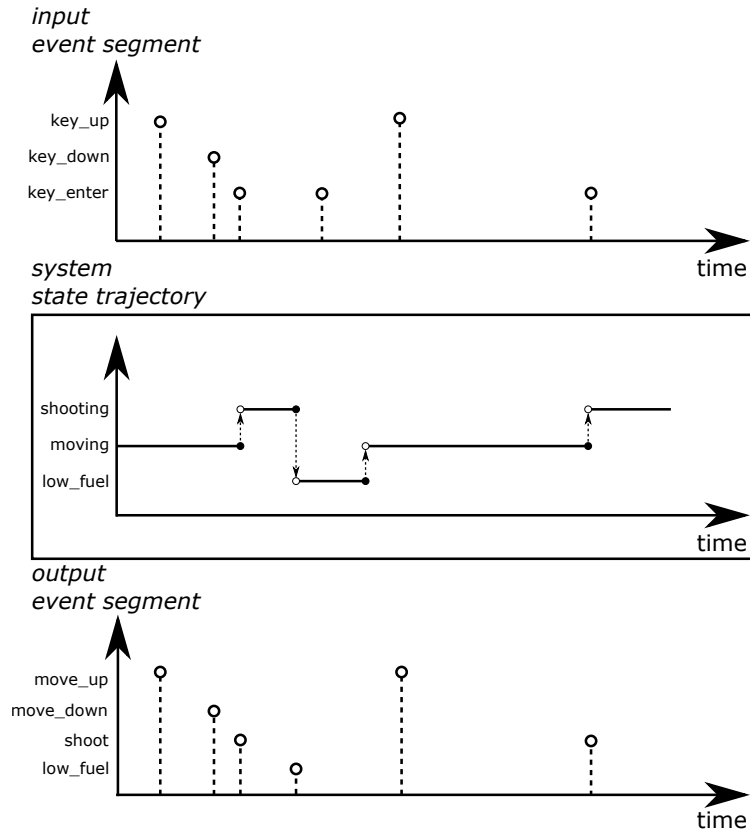 input
event segment
key_up
key_down
key_enter
time
system
state trajectory
shooting
moving
low_fuel
time
output
event segment
move_up
move_down
shoot
low_fuel
time